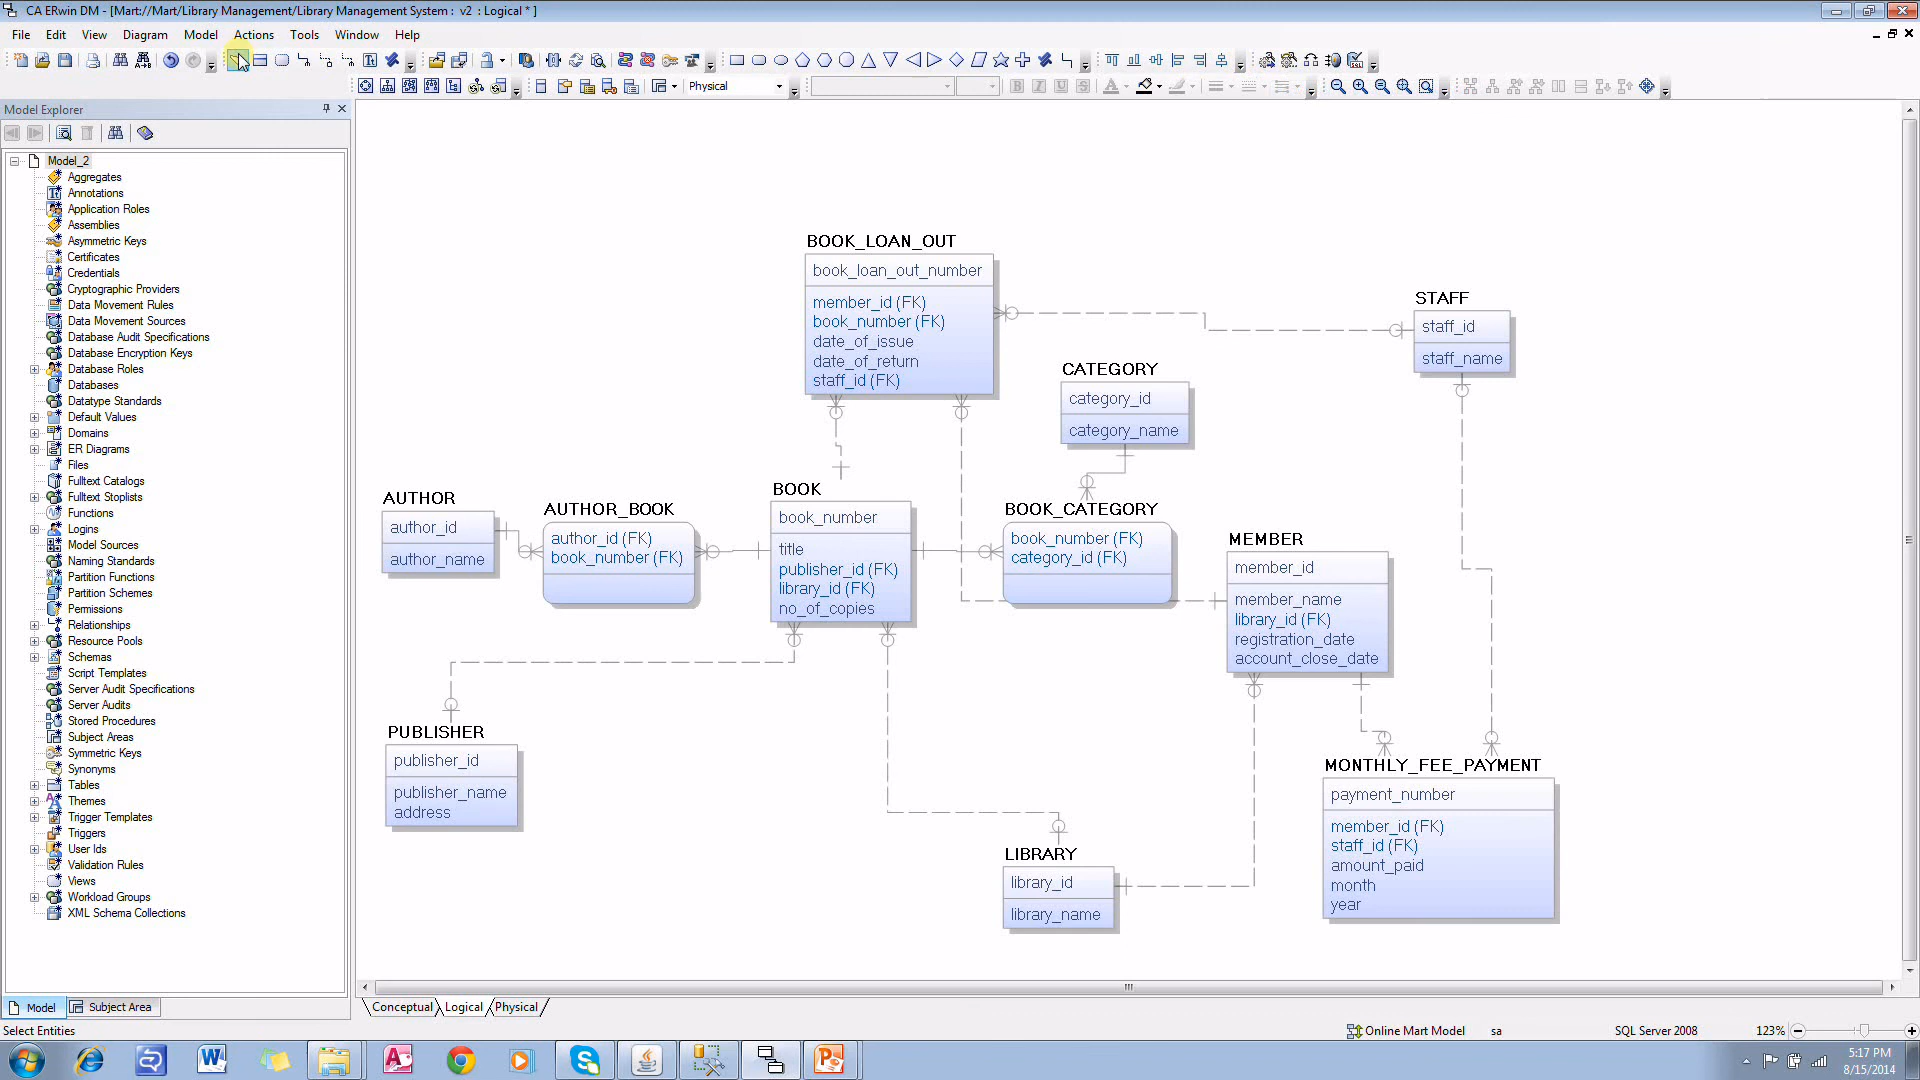 CA ERwin DM - [Mart://Mart/Library Management/Library Management System : v2 : Logical * ]
File Edit View Diagram Model Actions Tools Window Help
Physical
Model Explorer
Model_2
Aggregates
Annotations
Application Roles
Assemblies
Asymmetric Keys
Certificates
Credentials
Cryptographic Providers
Data Movement Rules
Data Movement Sources
Database Audit Specifications
Database Encryption Keys
Database Roles
Databases
Datatype Standards
Default Values
Domains
ER Diagrams
Files
Fulltext Catalogs
Fulltext Stoplists
Functions
Logins
Model Sources
Naming Standards
Partition Functions
Partition Schemes
Permissions
Relationships
Resource Pools
Schemas
Script Templates
Server Audit Specifications
Server Audits
Stored Procedures
Subject Areas
Symmetric Keys
Synonyms
Tables
Themes
Trigger Templates
Triggers
User Ids
Validation Rules
Views
Workload Groups
XML Schema Collections
Model Subject Area
BOOK_LOAN_OUT
book_loan_out_number
member_id (FK)
book_number (FK)
date_of_issue
date_of_return
staff_id (FK)
STAFF
staff_id
staff_name
CATEGORY
category_id
category_name
AUTHOR
author_id
author_name
AUTHOR_BOOK
author_id (FK)
book_number (FK)
BOOK
book_number
title
publisher_id (FK)
library_id (FK)
no_of_copies
BOOK_CATEGORY
book_number (FK)
category_id (FK)
MEMBER
member_id
member_name
library_id (FK)
registration_date
account_close_date
PUBLISHER
publisher_id
publisher_name
address
LIBRARY
library_id
library_name
MONTHLY_FEE_PAYMENT
payment_number
member_id (FK)
staff_id (FK)
amount_paid
month
year
Conceptual Logical Physical
Select Entities
Online Mart Model sa SQL Server 2008 123%
5:17 PM
8/15/2014